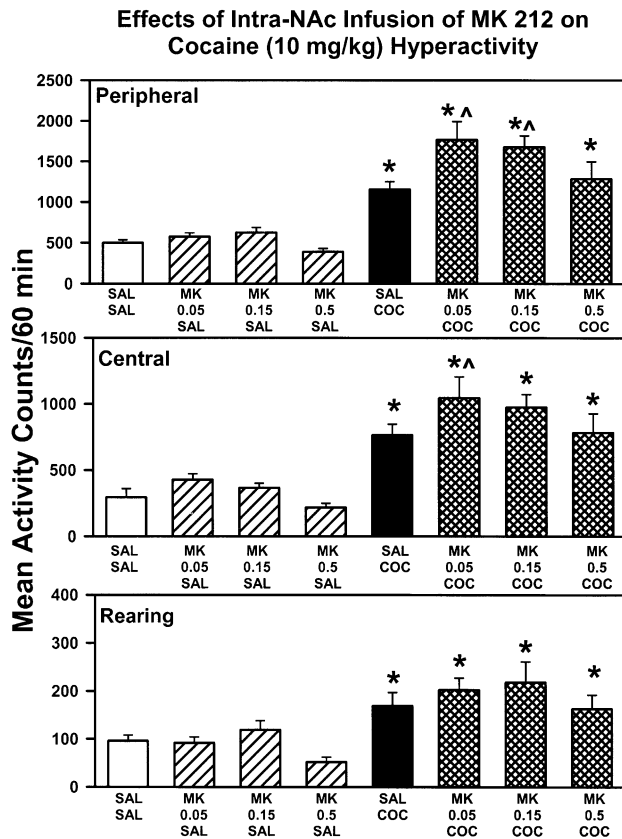 Effects of Intra-NAc Infusion of MK 212 on
Cocaine (10 mg/kg) Hyperactivity
Mean Activity Counts/60 min
Peripheral
2500
2000
1500
1000
500
0
* ^
*^
*
*
SAL MK MK MK SAL MK MK MK
SAL 0.05 0.15 0.5 COC 0.05 0.15 0.5
SAL SAL SAL COC COC COC
Central
1500
1000
500
0
*
*^
*
*
SAL MK MK MK SAL MK MK MK
SAL 0.05 0.15 0.5 COC 0.05 0.15 0.5
SAL SAL SAL COC COC COC
Rearing
400
300
200
100
0
*
*
*
*
SAL MK MK MK SAL MK MK MK
SAL 0.05 0.15 0.5 COC 0.05 0.15 0.5
SAL SAL SAL COC COC COC